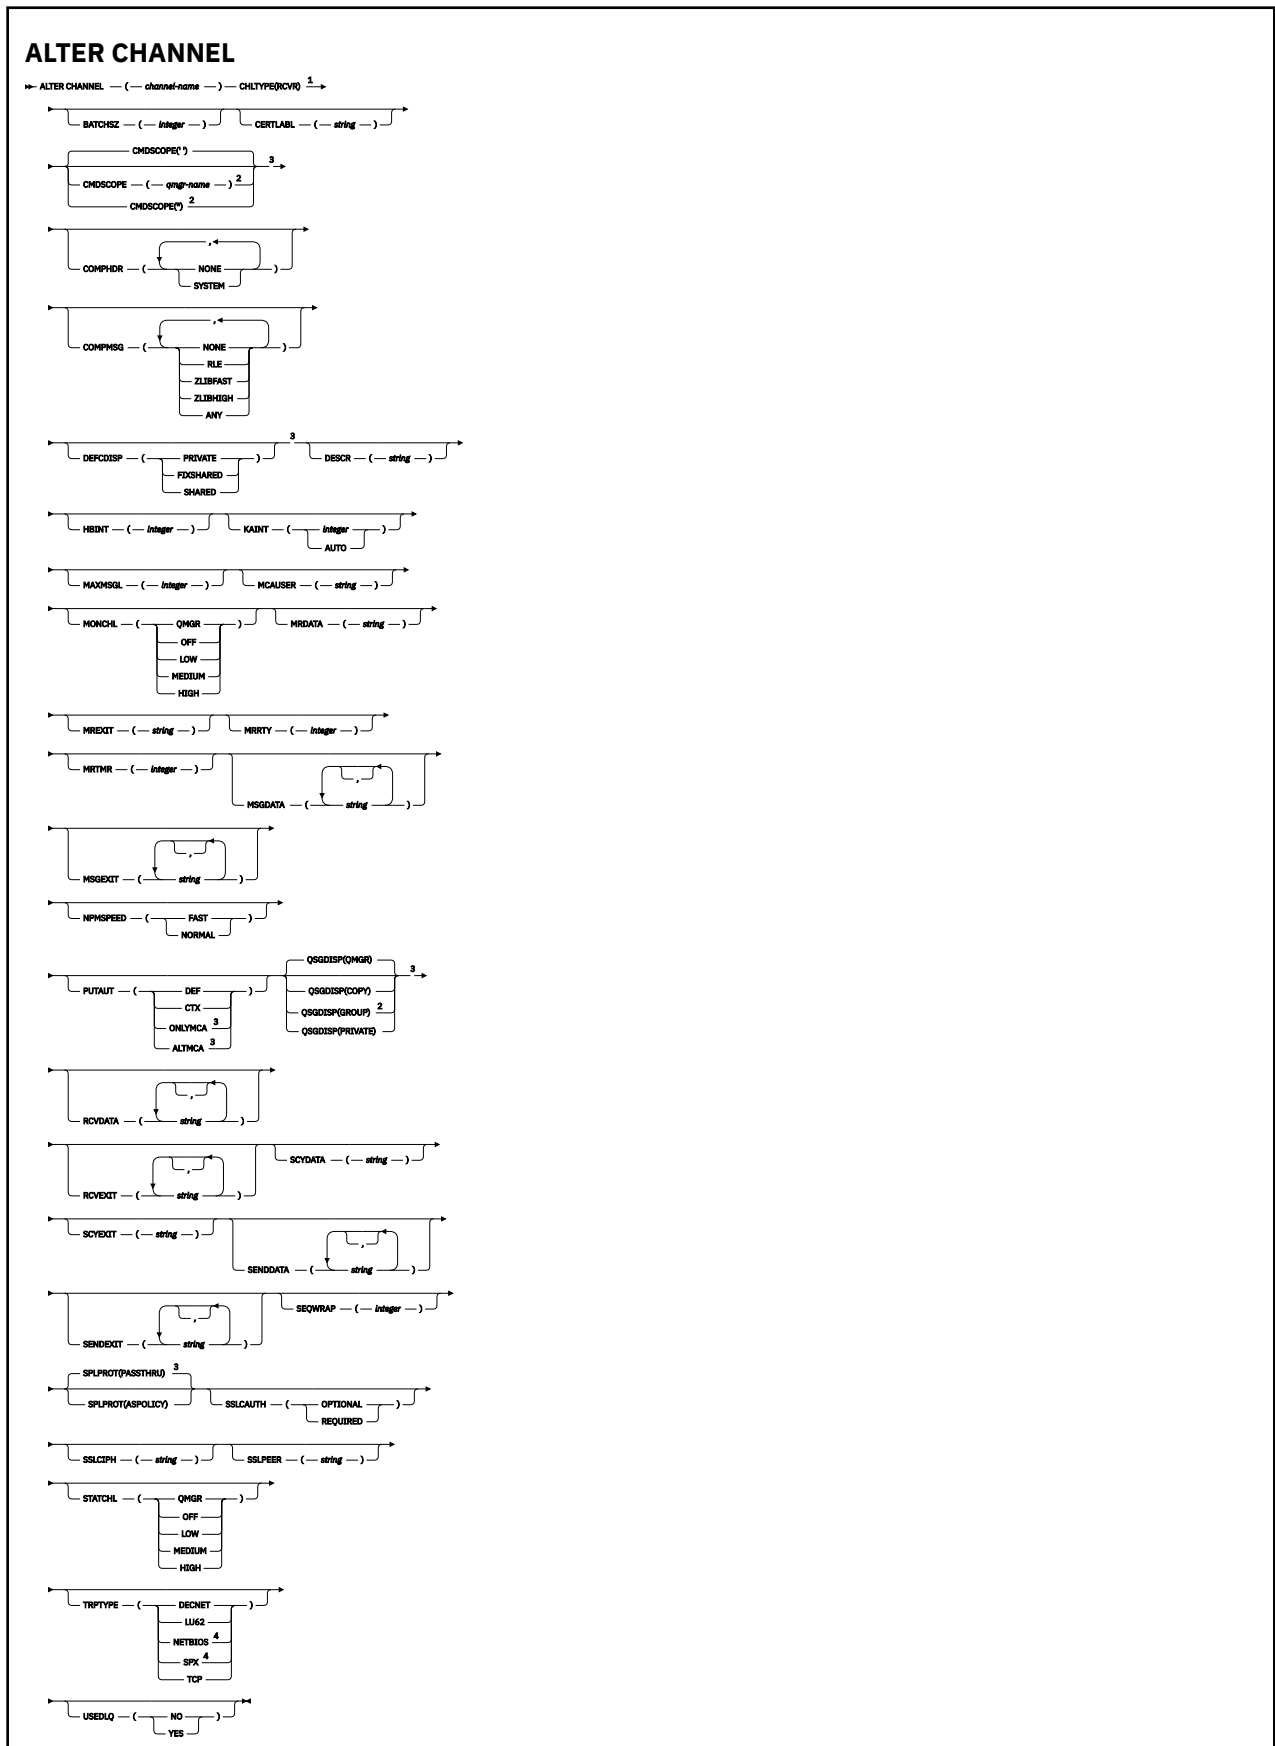 ALTER CHANNEL
ALTER CHANNEL ( channel-name ) CHLTYPE(RCVR) 1
BATCHSZ ( integer ) CERTLABL ( string )
CMDSCOPE(' ')
3
CMDSCOPE ( qmgr-name ) 2
CMDSCOPE(*) 2
,
COMPHDR ( NONE )
SYSTEM
,
COMPMSG ( NONE )
RLE
ZLIBFAST
ZLIBHIGH
ANY
3
DEFCDISP ( PRIVATE ) DESCR ( string )
FIXSHARED
SHARED
HBINT ( integer ) KAINT ( integer )
AUTO
MAXMSGL ( integer ) MCAUSER ( string )
MONCHL ( QMGR ) MRDATA ( string )
OFF
LOW
MEDIUM
HIGH
MREXIT ( string ) MRRTY ( integer )
MRTMR ( integer )
,
MSGDATA ( string )
,
MSGEXIT ( string )
NPMSPEED ( FAST )
NORMAL
QSGDISP(QMGR)
3
PUTAUT ( DEF ) QSGDISP(COPY)
CTX QSGDISP(GROUP) 2
ONLYMCA 3 QSGDISP(PRIVATE)
ALTMCA 3
,
RCVDATA ( string )
, SCYDATA ( string )
RCVEXIT ( string )
SCYEXIT ( string )
,
SENDDATA ( string )
, SEQWRAP ( integer )
SENDEXIT ( string )
SPLPROT(PASSTHRU) 3
SPLPROT(ASPOLICY) SSLCAUTH ( OPTIONAL )
REQUIRED
SSLCIPH ( string ) SSLPEER ( string )
STATCHL ( QMGR )
OFF
LOW
MEDIUM
HIGH
TRPTYPE ( DECNET )
LU62
NETBIOS 4
SPX 4
TCP
USEDLQ ( NO )
YES